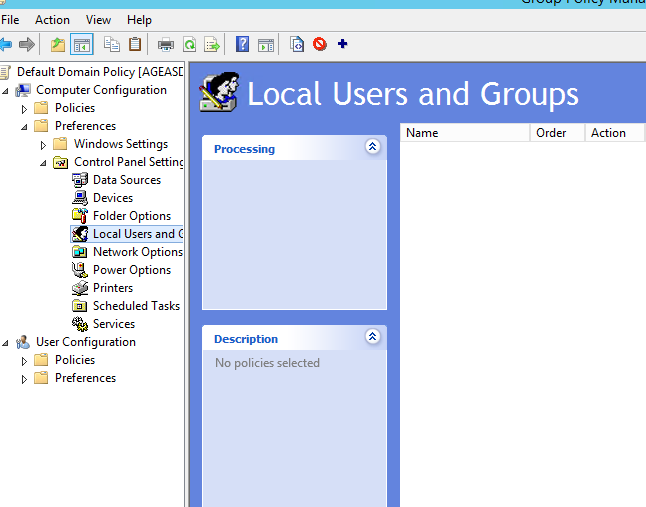 Group Policy Mana
File Action View Help
Default Domain Policy [AGEASD
Computer Configuration
Policies
Preferences
Windows Settings
Control Panel Setting
Data Sources
Devices
Folder Options
Local Users and G
Network Options
Power Options
Printers
Scheduled Tasks
Services
User Configuration
Policies
Preferences
Local Users and Groups
Processing
Description
No policies selected
Name Order Action